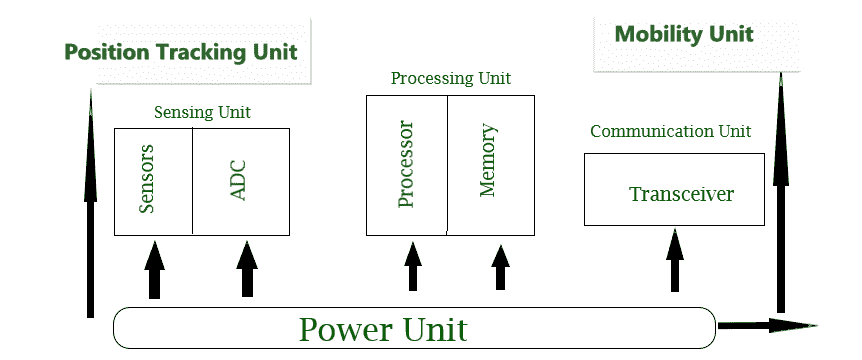 Position Tracking Unit
Mobility Unit
Processing Unit
Sensing Unit
Communication Unit
Sensors
ADC
Processor
Memory
Transceiver
Power Unit